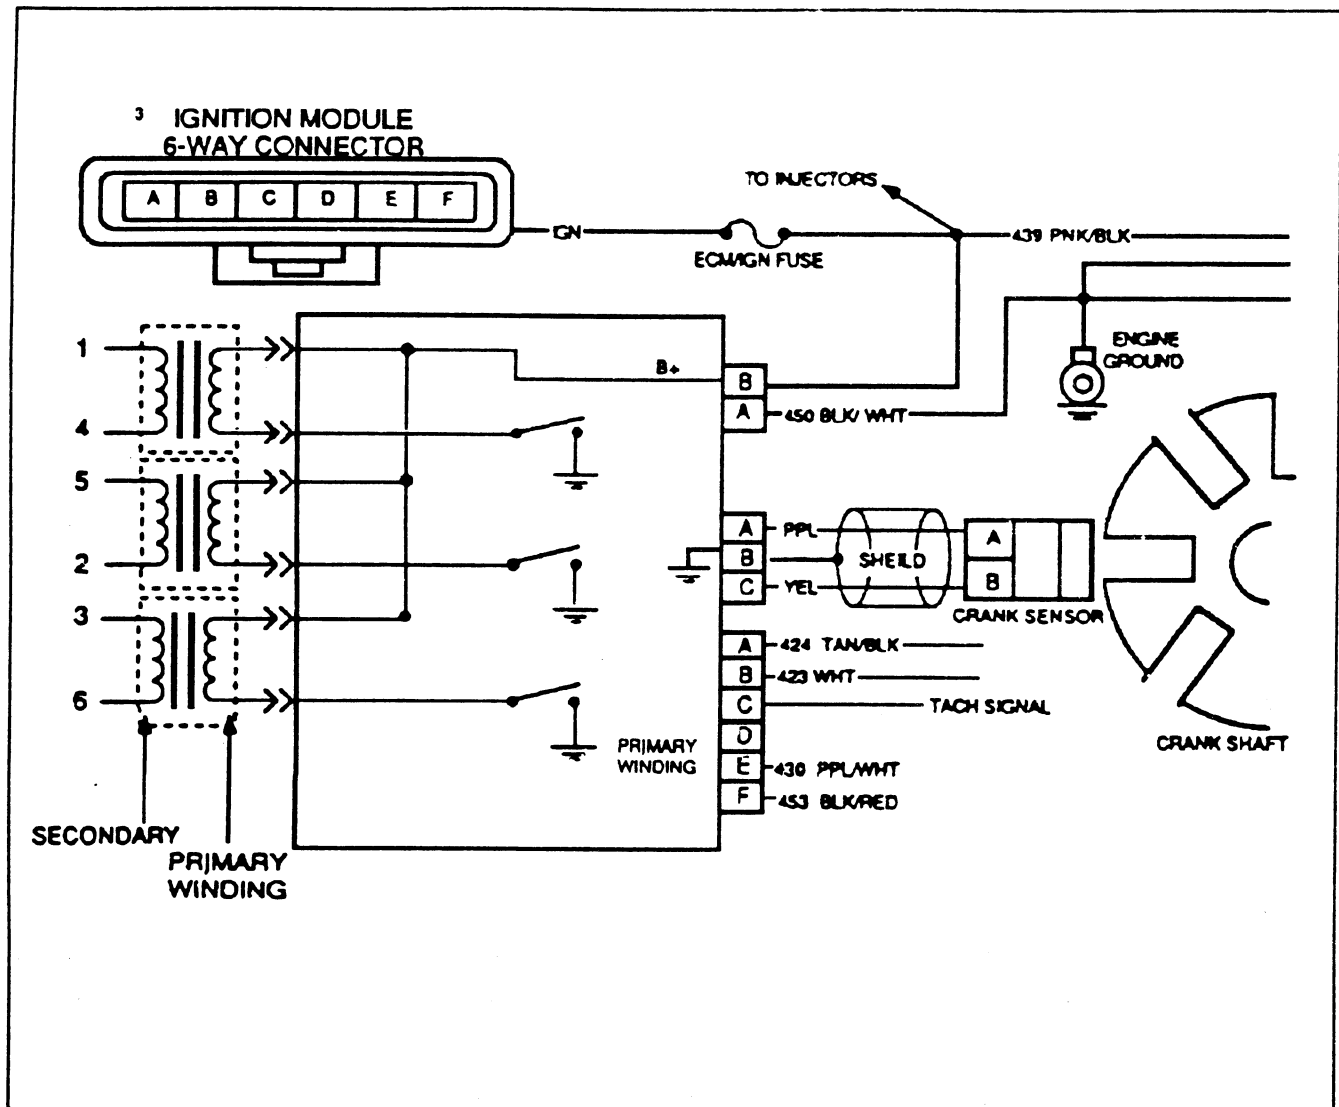 3 IGNITION MODULE
6-WAY CONNECTOR
A B C D E F
IGN
ECM/IGN FUSE
TO INJECTORS
439 PNK/BLK
ENGINE
GROUND
1
4
5
2
3
6
B+
B
A
450 BLK/ WHT
A
B
C
PPL
YEL
SHEILD
A
B
CRANK SENSOR
CRANK SHAFT
A
B
C
D
E
F
424 TAN/BLK
423 WHT
TACH SIGNAL
430 PPL/WHT
453 BLK/RED
PRIMARY
WINDING
SECONDARY
PRIMARY
WINDING